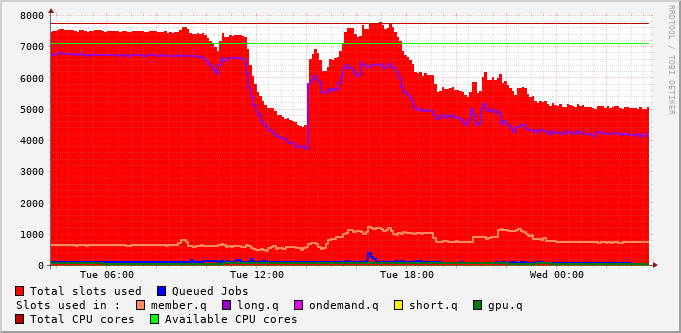 8000
7000
6000
5000
4000
3000
2000
1000
0
Tue 06:00 Tue 12:00 Tue 18:00 Wed 00:00
RRDTOOL / TOBI OETIKER
Total slots used Queued Jobs
Slots used in : member.q long.q ondemand.q short.q gpu.q
Total CPU cores Available CPU cores